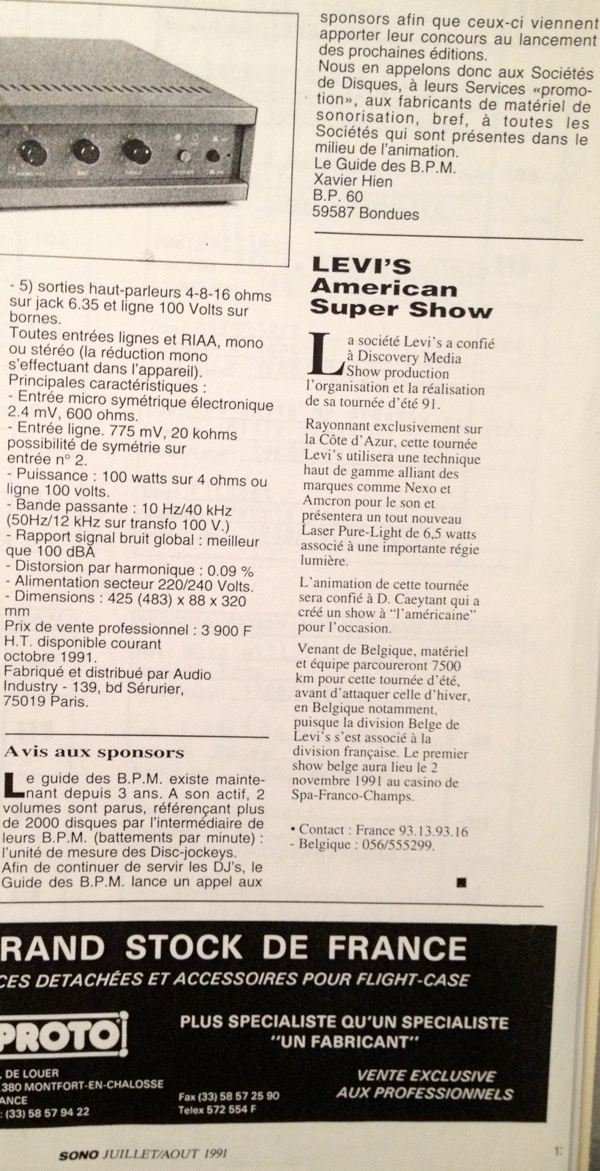 - 5) sorties haut-parleurs 4-8-16 ohms
sur jack 6.35 et ligne 100 Volts sur
bornes.
Toutes entrées lignes et RIAA, mono
ou stéréo (la réduction mono
s'effectuant dans l'appareil).
Principales caractéristiques :
- Entrée micro symétrique électronique
2.4 mV, 600 ohms.
- Entrée ligne. 775 mV, 20 kohms
possibilité de symétrie sur
entrée n° 2.
- Puissance : 100 watts sur 4 ohms ou
ligne 100 volts.
- Bande passante : 10 Hz/40 kHz
(50Hz/12 kHz sur transfo 100 V.)
- Rapport signal bruit global : meilleur
que 100 dBA
- Distorsion par harmonique : 0.09 %
- Alimentation secteur 220/240 Volts.
- Dimensions : 425 (483) x 88 x 320
mm
Prix de vente professionnel : 3 900 F
H.T. disponible courant
octobre 1991.
Fabriqué et distribué par Audio
Industry - 139, bd Sérurier,
75019 Paris.
Avis aux sponsors
Le guide des B.P.M. existe mainte-
nant depuis 3 ans. A son actif, 2
volumes sont parus, référençant plus
de 2000 disques par l'intermédiaire de
leurs B.P.M. (battements par minute) :
l'unité de mesure des Disc-jockeys.
Afin de continuer de servir les DJ's, le
Guide des B.P.M. lance un appel aux
sponsors afin que ceux-ci viennent
apporter leur concours au lancement
des prochaines éditions.
Nous en appelons donc aux Sociétés
de Disques, à leurs Services «promo-
tion», aux fabricants de matériel de
sonorisation, bref, à toutes les
Sociétés qui sont présentes dans le
milieu de l'animation.
Le Guide des B.P.M.
Xavier Hien
B.P. 60
59587 Bondues
LEVI'S
American
Super Show
La société Levi's a confié
à Discovery Media
Show production
l'organisation et la réalisation
de sa tournée d'été 91.
Rayonnant exclusivement sur
la Côte d'Azur, cette tournée
Levi's utilisera une technique
haut de gamme alliant des
marques comme Nexo et
Amcron pour le son et
présentera un tout nouveau
Laser Pure-Light de 6,5 watts
associé à une importante régie
lumière.
L'animation de cette tournée
sera confié à D. Caeytant qui a
créé un show à "l'américaine"
pour l'occasion.
Venant de Belgique, matériel
et équipe parcoureront 7500
km pour cette tournée d'été,
avant d'attaquer celle d'hiver,
en Belgique notamment,
puisque la division Belge de
Levi's s'est associé à la
division française. Le premier
show belge aura lieu le 2
novembre 1991 au casino de
Spa-Franco-Champs.
• Contact : France 93.13.93.16
- Belgique : 056/555299.
RAND STOCK DE FRANCE
CES DETACHÉES ET ACCESSOIRES POUR FLIGHT-CASE
PROTO
PLUS SPECIALISTE QU'UN SPECIALISTE
"UN FABRICANT"
. DE LOUER
380 MONTFORT-EN-CHALOSSE
ANCE
: (33) 58 57 94 22
Fax (33) 58 57 25 90
Telex 572 554 F
VENTE EXCLUSIVE
AUX PROFESSIONNELS
SONO JUILLET/AOUT 1991